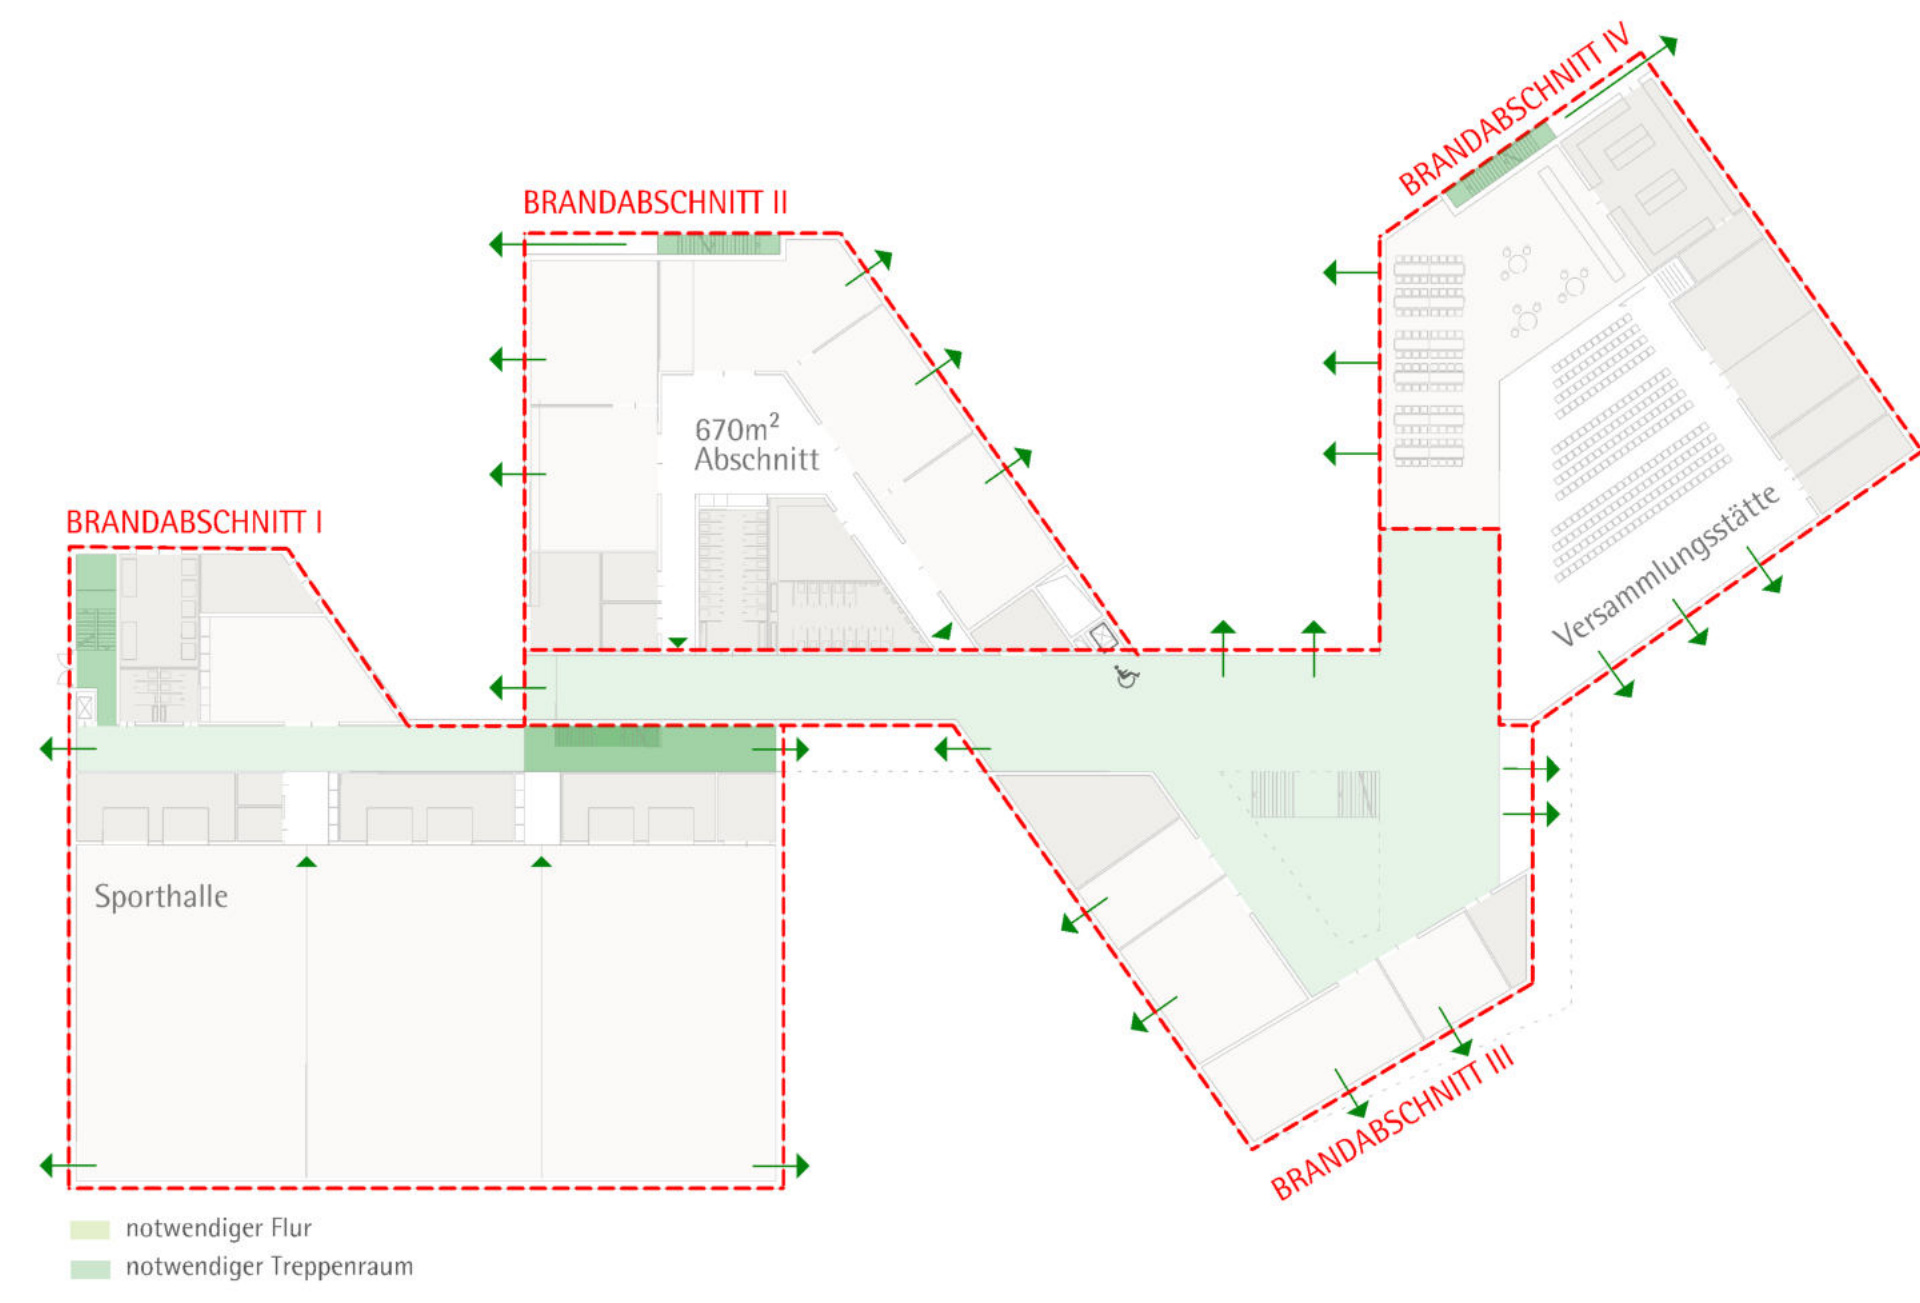 BRANDABSCHNITT IV
BRANDABSCHNITT II
670m²
Abschnitt
BRANDABSCHNITT I
Versammlungsstätte
Sporthalle
BRANDABSCHNITT III
notwendiger Flur
notwendiger Treppenraum